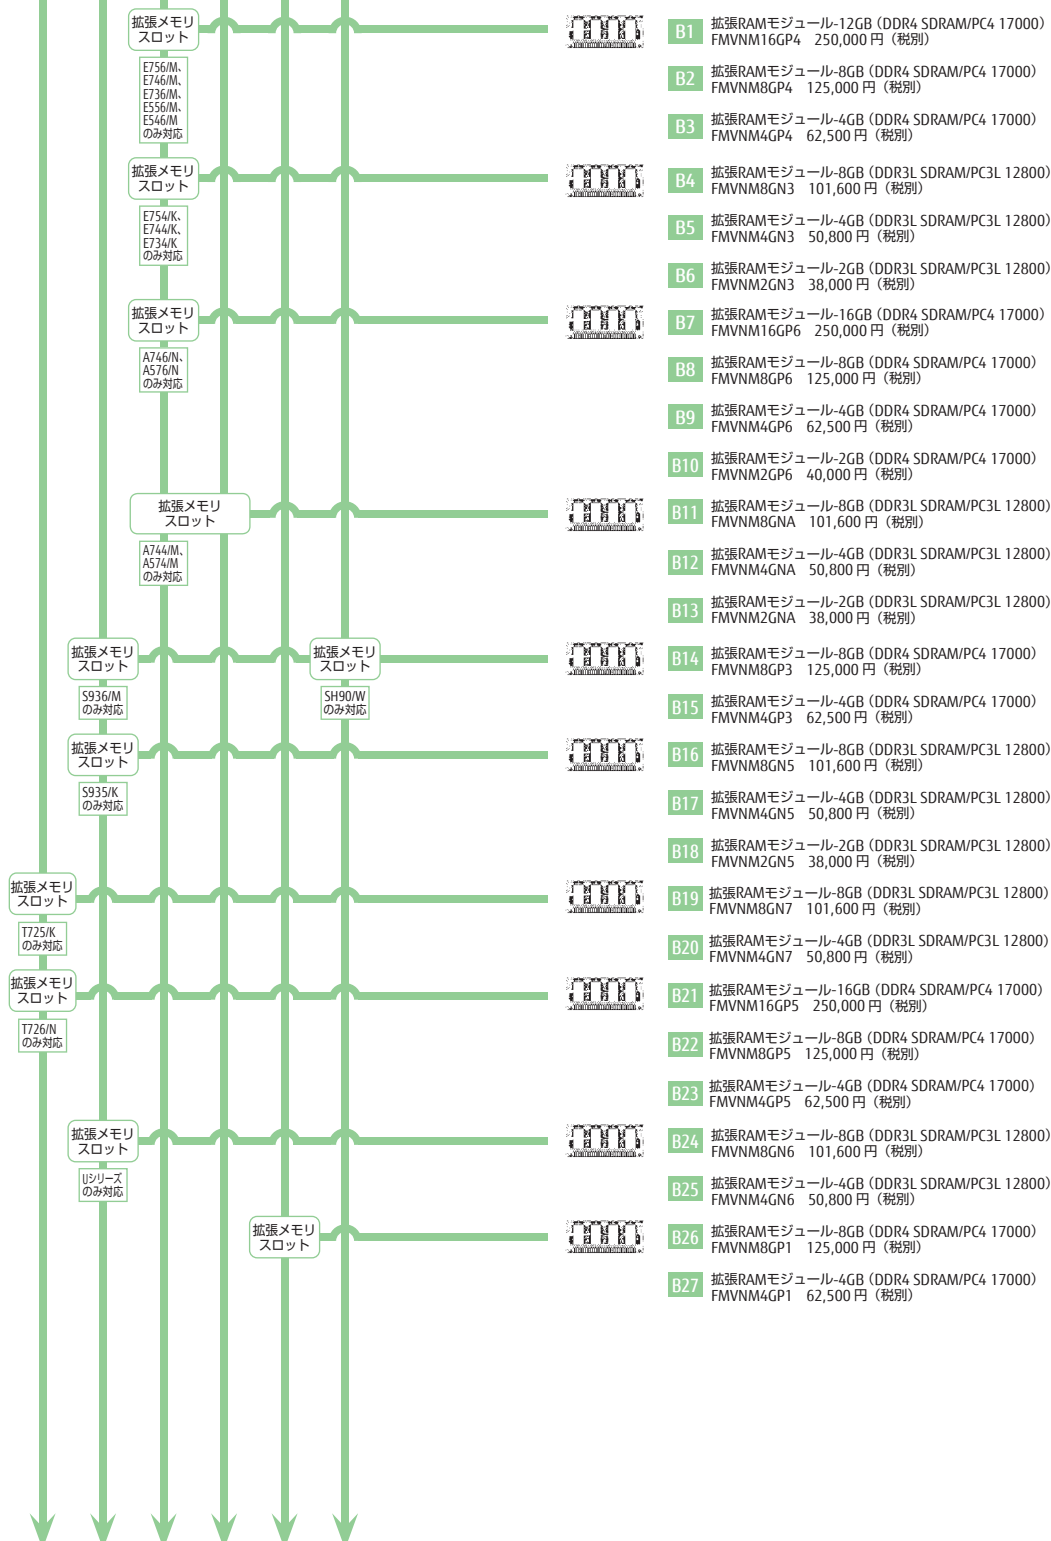 拡張メモリ
スロット
E756/M、
E746/M、
E736/M、
E556/M、
E546/M
のみ対応
B1 拡張RAMモジュール-12GB（DDR4 SDRAM/PC4 17000）
FMVNM16GP4 250,000 円（税別）
B2 拡張RAMモジュール-8GB（DDR4 SDRAM/PC4 17000）
FMVNM8GP4 125,000 円（税別）
B3 拡張RAMモジュール-4GB（DDR4 SDRAM/PC4 17000）
FMVNM4GP4 62,500 円（税別）
拡張メモリ
スロット
E754/K、
E744/K、
E734/K
のみ対応
B4 拡張RAMモジュール-8GB（DDR3L SDRAM/PC3L 12800）
FMVNM8GN3 101,600 円（税別）
B5 拡張RAMモジュール-4GB（DDR3L SDRAM/PC3L 12800）
FMVNM4GN3 50,800 円（税別）
B6 拡張RAMモジュール-2GB（DDR3L SDRAM/PC3L 12800）
FMVNM2GN3 38,000 円（税別）
拡張メモリ
スロット
A746/N、
A576/N
のみ対応
B7 拡張RAMモジュール-16GB（DDR4 SDRAM/PC4 17000）
FMVNM16GP6 250,000 円（税別）
B8 拡張RAMモジュール-8GB（DDR4 SDRAM/PC4 17000）
FMVNM8GP6 125,000 円（税別）
B9 拡張RAMモジュール-4GB（DDR4 SDRAM/PC4 17000）
FMVNM4GP6 62,500 円（税別）
B10 拡張RAMモジュール-2GB（DDR4 SDRAM/PC4 17000）
FMVNM2GP6 40,000 円（税別）
拡張メモリ
スロット
A744/M、
A574/M
のみ対応
B11 拡張RAMモジュール-8GB（DDR3L SDRAM/PC3L 12800）
FMVNM8GNA 101,600 円（税別）
B12 拡張RAMモジュール-4GB（DDR3L SDRAM/PC3L 12800）
FMVNM4GNA 50,800 円（税別）
B13 拡張RAMモジュール-2GB（DDR3L SDRAM/PC3L 12800）
FMVNM2GNA 38,000 円（税別）
拡張メモリ
スロット
S936/M
のみ対応
拡張メモリ
スロット
SH90/W
のみ対応
B14 拡張RAMモジュール-8GB（DDR4 SDRAM/PC4 17000）
FMVNM8GP3 125,000 円（税別）
B15 拡張RAMモジュール-4GB（DDR4 SDRAM/PC4 17000）
FMVNM4GP3 62,500 円（税別）
拡張メモリ
スロット
S935/K
のみ対応
B16 拡張RAMモジュール-8GB（DDR3L SDRAM/PC3L 12800）
FMVNM8GN5 101,600 円（税別）
B17 拡張RAMモジュール-4GB（DDR3L SDRAM/PC3L 12800）
FMVNM4GN5 50,800 円（税別）
B18 拡張RAMモジュール-2GB（DDR3L SDRAM/PC3L 12800）
FMVNM2GN5 38,000 円（税別）
拡張メモリ
スロット
T725/K
のみ対応
B19 拡張RAMモジュール-8GB（DDR3L SDRAM/PC3L 12800）
FMVNM8GN7 101,600 円（税別）
B20 拡張RAMモジュール-4GB（DDR3L SDRAM/PC3L 12800）
FMVNM4GN7 50,800 円（税別）
拡張メモリ
スロット
T726/N
のみ対応
B21 拡張RAMモジュール-16GB（DDR4 SDRAM/PC4 17000）
FMVNM16GP5 250,000 円（税別）
B22 拡張RAMモジュール-8GB（DDR4 SDRAM/PC4 17000）
FMVNM8GP5 125,000 円（税別）
B23 拡張RAMモジュール-4GB（DDR4 SDRAM/PC4 17000）
FMVNM4GP5 62,500 円（税別）
拡張メモリ
スロット
Uシリーズ
のみ対応
B24 拡張RAMモジュール-8GB（DDR3L SDRAM/PC3L 12800）
FMVNM8GN6 101,600 円（税別）
B25 拡張RAMモジュール-4GB（DDR3L SDRAM/PC3L 12800）
FMVNM4GN6 50,800 円（税別）
拡張メモリ
スロット
B26 拡張RAMモジュール-8GB（DDR4 SDRAM/PC4 17000）
FMVNM8GP1 125,000 円（税別）
B27 拡張RAMモジュール-4GB（DDR4 SDRAM/PC4 17000）
FMVNM4GP1 62,500 円（税別）